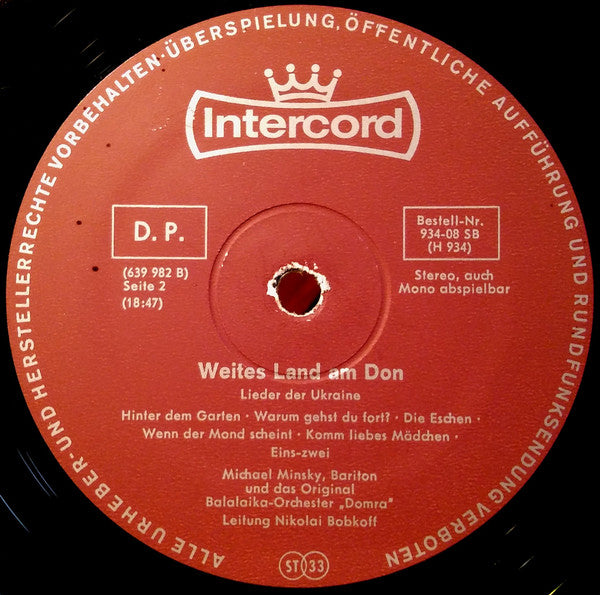 ALLE URHEBER- UND HERSTELLERRECHTE VORBEHALTEN·ÜBERSPIELUNG, ÖFFENTLICHE AUFFÜHRUNG UND RUNDFUNKSENDUNG VERBOTEN
Intercord
D. P.
(639 982 B)
Seite 2
(18:47)
Bestell-Nr.
934-08 SB
(H 934)
Stereo, auch
Mono abspielbar
Weites Land am Don
Lieder der Ukraine
Hinter dem Garten · Warum gehst du fort? · Die Eschen ·
Wenn der Mond scheint · Komm liebes Mädchen ·
Eins-zwei
Michael Minsky, Bariton
und das Original
Balalaika-Orchester „Domra"
Leitung Nikolai Bobkoff
ST 33